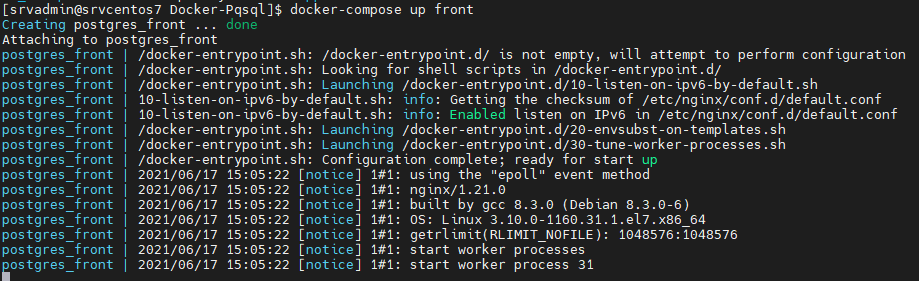 [srvadmin@srvcentos7 Docker-Pqsql]$ docker-compose up front
Creating postgres_front ... done
Attaching to postgres_front
postgres_front | /docker-entrypoint.sh: /docker-entrypoint.d/ is not empty, will attempt to perform configuration
postgres_front | /docker-entrypoint.sh: Looking for shell scripts in /docker-entrypoint.d/
postgres_front | /docker-entrypoint.sh: Launching /docker-entrypoint.d/10-listen-on-ipv6-by-default.sh
postgres_front | 10-listen-on-ipv6-by-default.sh: info: Getting the checksum of /etc/nginx/conf.d/default.conf
postgres_front | 10-listen-on-ipv6-by-default.sh: info: Enabled listen on IPv6 in /etc/nginx/conf.d/default.conf
postgres_front | /docker-entrypoint.sh: Launching /docker-entrypoint.d/20-envsubst-on-templates.sh
postgres_front | /docker-entrypoint.sh: Launching /docker-entrypoint.d/30-tune-worker-processes.sh
postgres_front | /docker-entrypoint.sh: Configuration complete; ready for start up
postgres_front | 2021/06/17 15:05:22 [notice] 1#1: using the "epoll" event method
postgres_front | 2021/06/17 15:05:22 [notice] 1#1: nginx/1.21.0
postgres_front | 2021/06/17 15:05:22 [notice] 1#1: built by gcc 8.3.0 (Debian 8.3.0-6)
postgres_front | 2021/06/17 15:05:22 [notice] 1#1: OS: Linux 3.10.0-1160.31.1.el7.x86_64
postgres_front | 2021/06/17 15:05:22 [notice] 1#1: getrlimit(RLIMIT_NOFILE): 1048576:1048576
postgres_front | 2021/06/17 15:05:22 [notice] 1#1: start worker processes
postgres_front | 2021/06/17 15:05:22 [notice] 1#1: start worker process 31